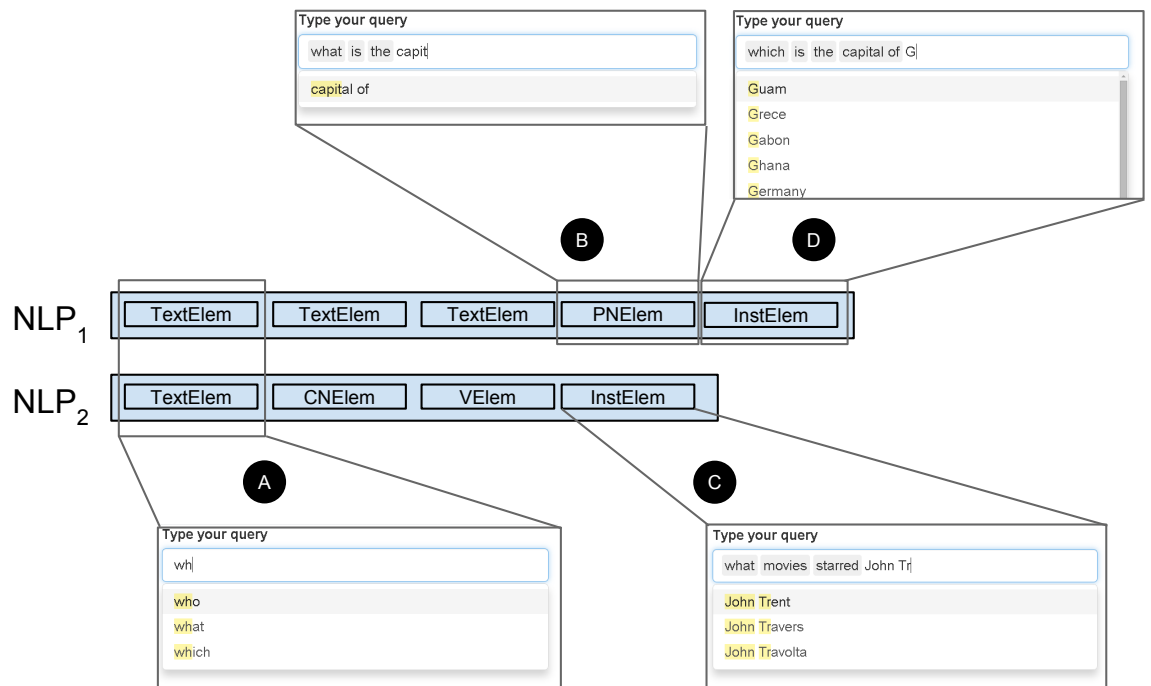 Type your query
what is the capit
capital of
Type your query
which is the capital of G
Guam
Grece
Gabon
Ghana
Germany
B
D
NLP1
TextElem TextElem TextElem PNElem InstElem
NLP2
TextElem CNElem VElem InstElem
A
C
Type your query
wh
who
what
which
Type your query
what movies starred John Tr
John Trent
John Travers
John Travolta